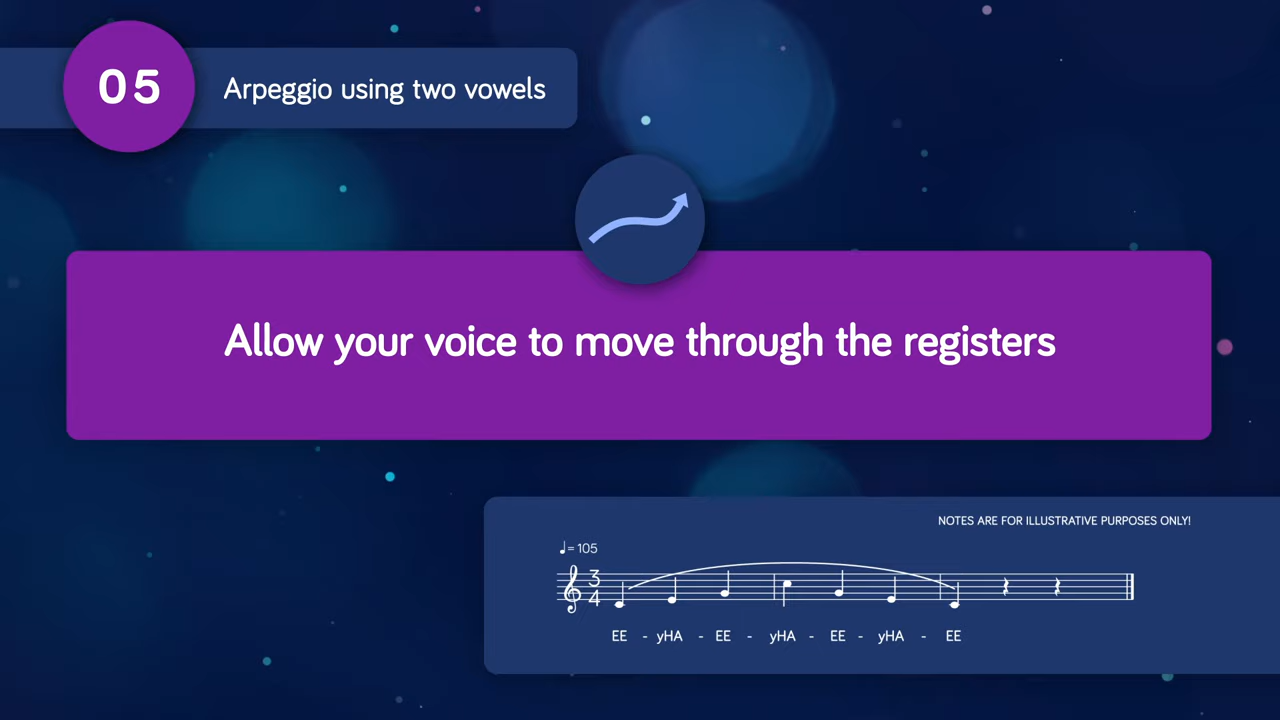 05
Arpeggio using two vowels
Allow your voice to move through the registers
NOTES ARE FOR ILLUSTRATIVE PURPOSES ONLY!
♩= 105
3
4
EE - yHA - EE - yHA - EE - yHA - EE